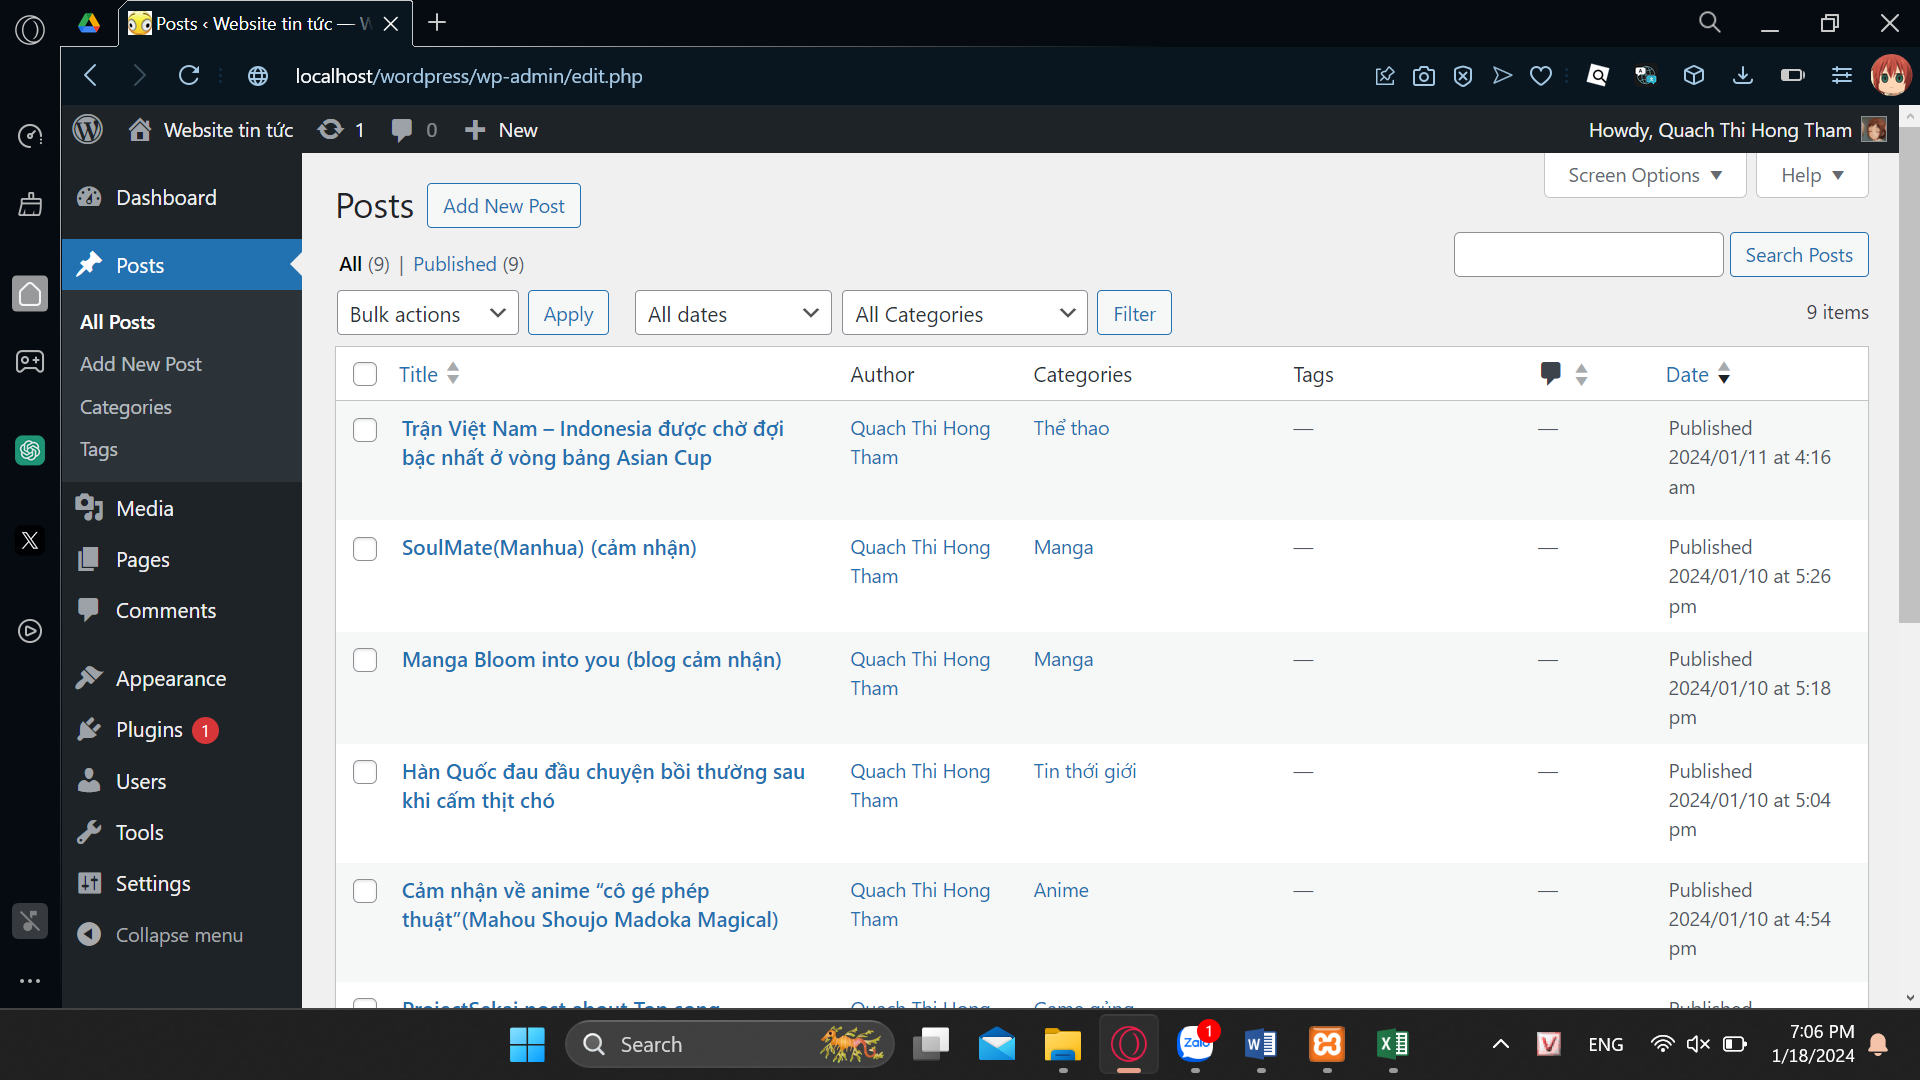 Posts ‹ Website tin tức — W
localhost/wordpress/wp-admin/edit.php
Website tin tức 1 0 New
Howdy, Quach Thi Hong Tham
Screen Options Help
Dashboard
Posts
All Posts
Add New Post
Categories
Tags
Media
Pages
Comments
Appearance
Plugins 1
Users
Tools
Settings
Collapse menu
Posts Add New Post
All (9) | Published (9)
Search Posts
Bulk actions Apply All dates All Categories Filter
9 items
Title Author Categories Tags Date
Trận Việt Nam – Indonesia được chờ đợi
bậc nhất ở vòng bảng Asian Cup
Quach Thi Hong
Tham
Thể thao
—
—
Published
2024/01/11 at 4:16
am
SoulMate(Manhua) (cảm nhận)
Quach Thi Hong
Tham
Manga
—
—
Published
2024/01/10 at 5:26
pm
Manga Bloom into you (blog cảm nhận)
Quach Thi Hong
Tham
Manga
—
—
Published
2024/01/10 at 5:18
pm
Hàn Quốc đau đầu chuyện bồi thường sau
khi cấm thịt chó
Quach Thi Hong
Tham
Tin thới giới
—
—
Published
2024/01/10 at 5:04
pm
Cảm nhận về anime “cô gé phép
thuật”(Mahou Shoujo Madoka Magical)
Quach Thi Hong
Tham
Anime
—
—
Published
2024/01/10 at 4:54
pm
Search
Zalo 1
ENG
7:06 PM
1/18/2024